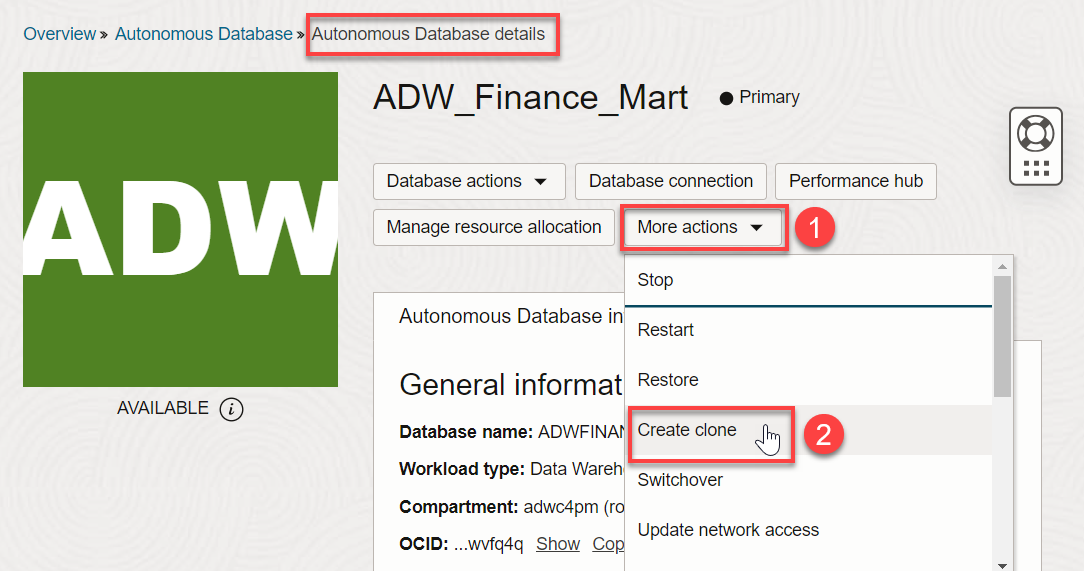 Overview » Autonomous Database » Autonomous Database details
ADW
AVAILABLE i
ADW_Finance_Mart ● Primary
Database actions Database connection Performance hub
Manage resource allocation More actions 1
Stop
Restart
Restore
Create clone 2
Switchover
Update network access
Autonomous Database in
General informat
Database name: ADWFINAN
Workload type: Data Wareh
Compartment: adwc4pm (ro
OCID: ...wvfq4q Show Cop